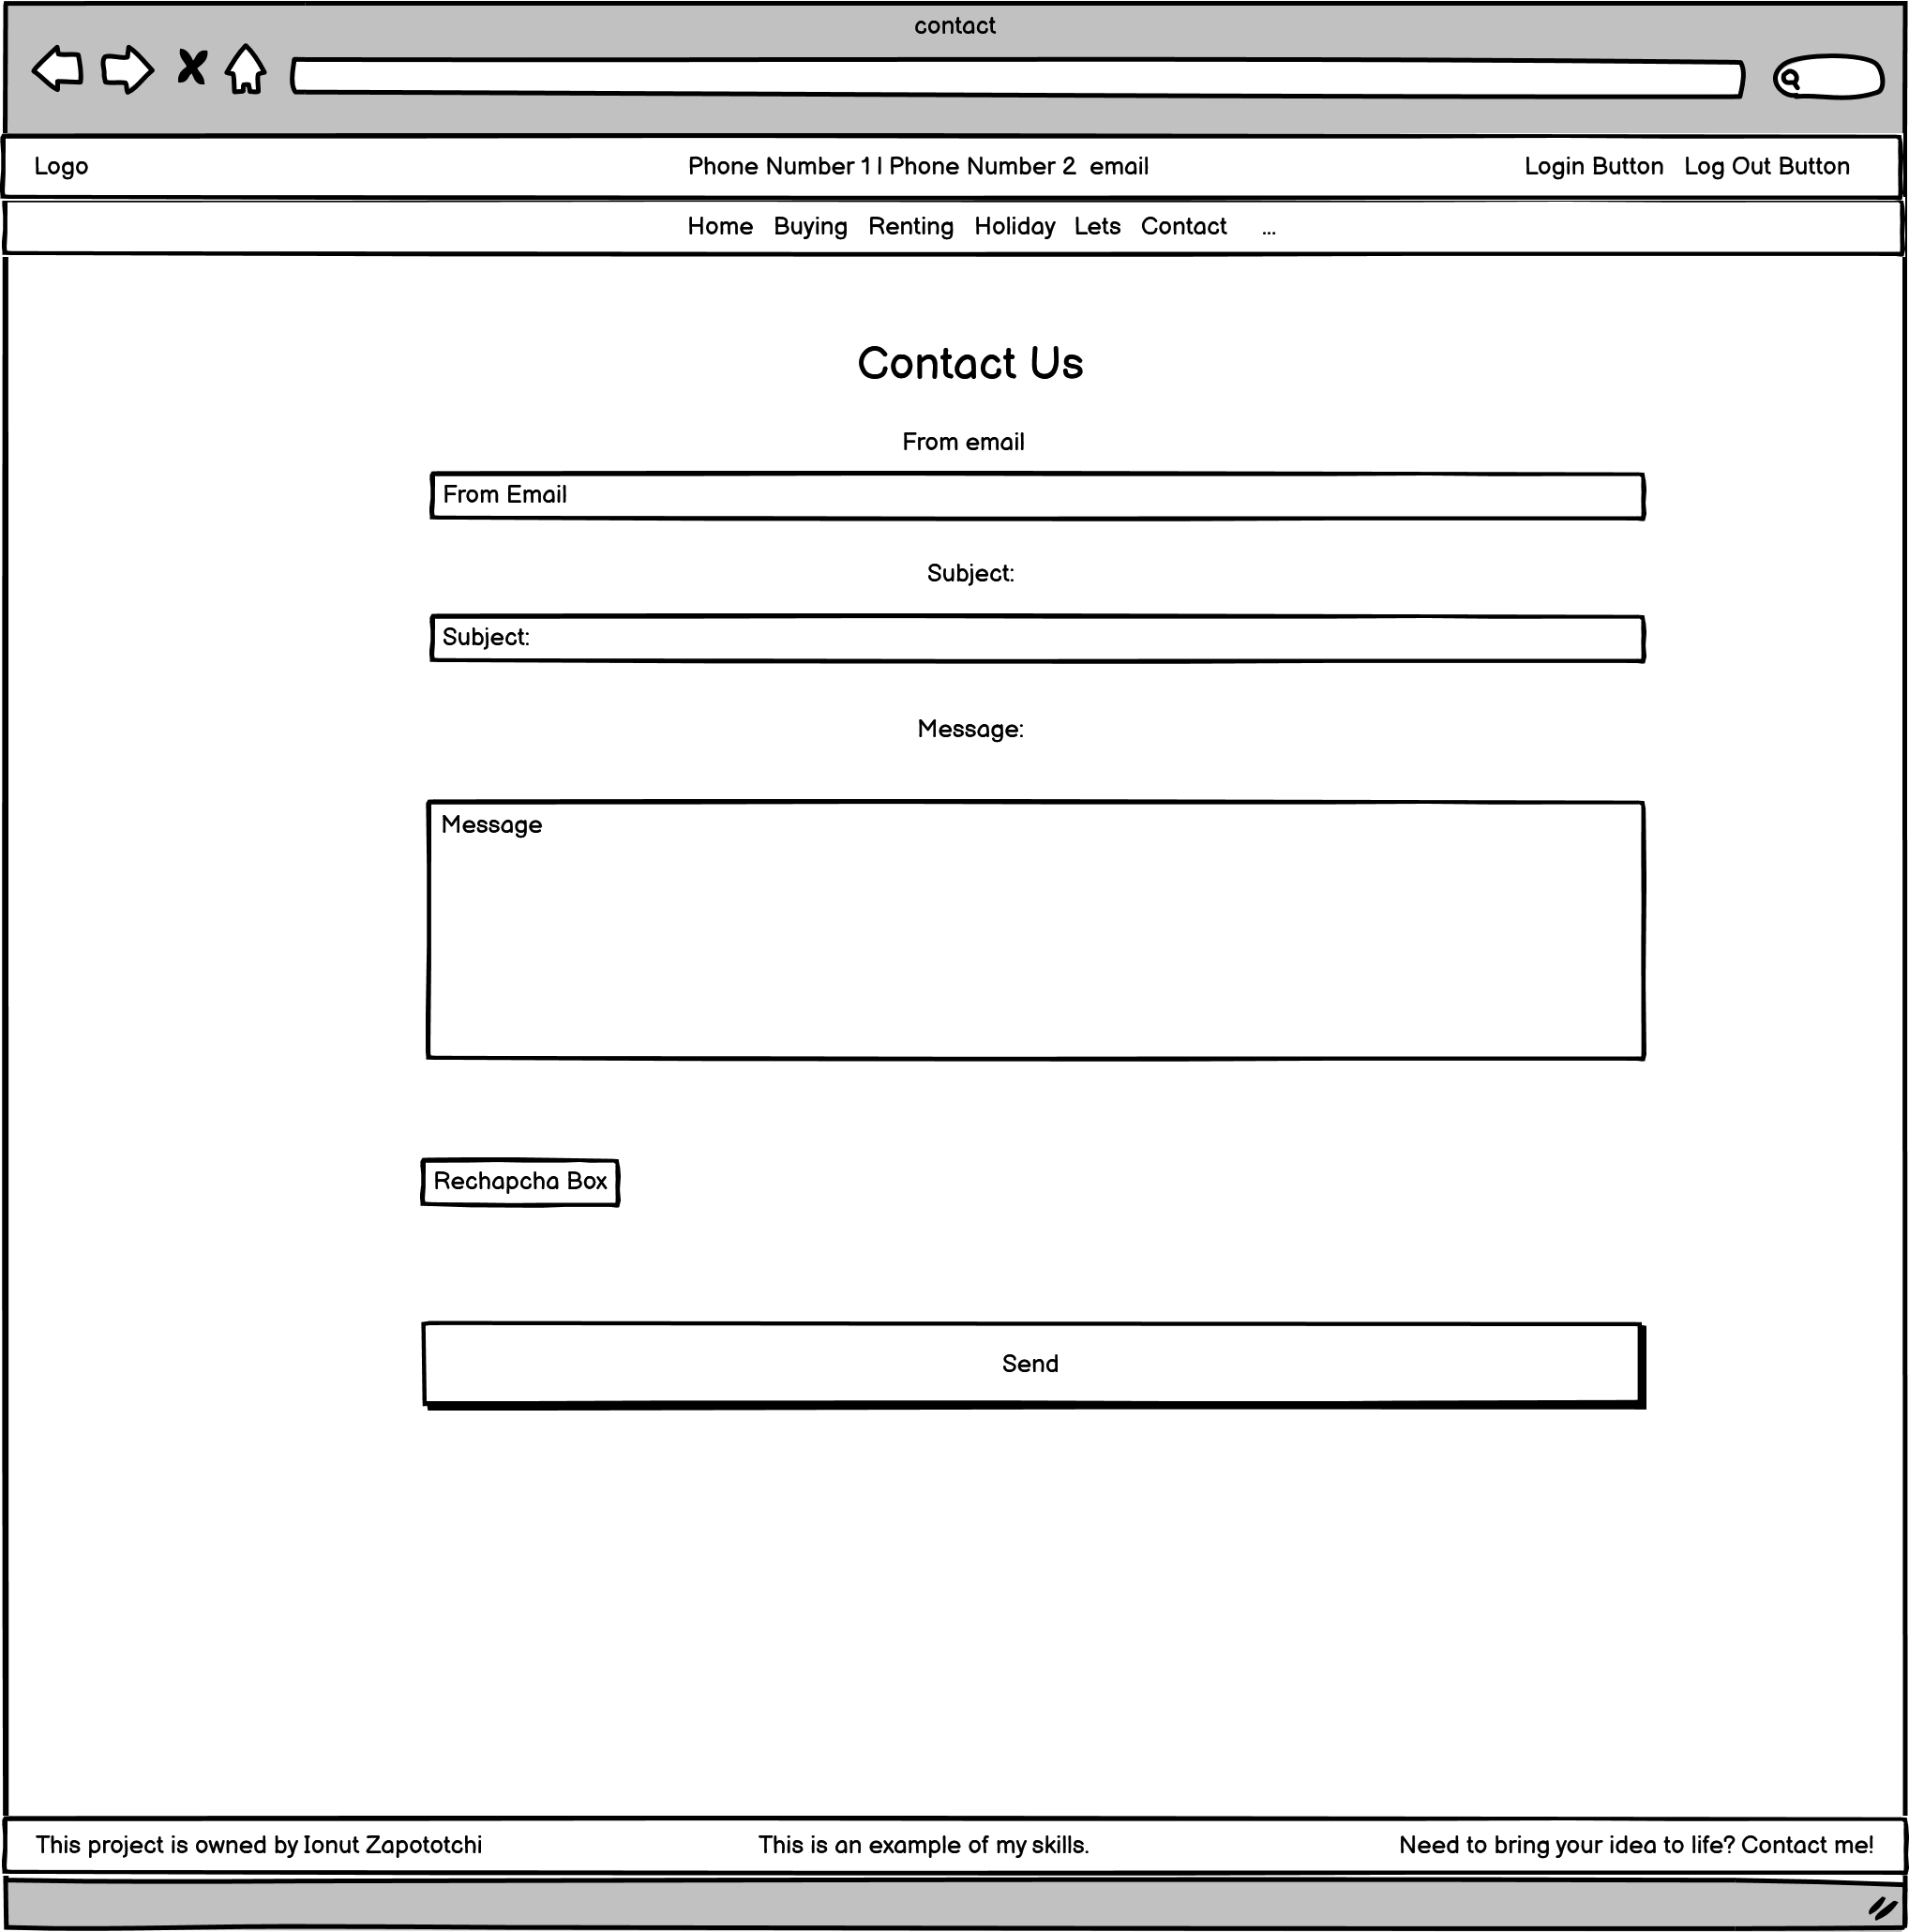 contact
Logo Phone Number 1 | Phone Number 2 email Login Button Log Out Button
Home Buying Renting Holiday Lets Contact ...
Contact Us
From email
From Email
Subject:
Subject:
Message:
Message
Rechapcha Box
Send
This project is owned by Ionut Zapototchi This is an example of my skills. Need to bring your idea to life? Contact me!